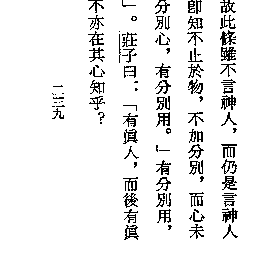 故此條雖不言神人，而仍是言神人
即知不止於物，不加分別，而心未
分別心，有分別用。」有分別用，
」。莊子曰：「有眞人，而後有眞
不亦在其心知乎？
二三九